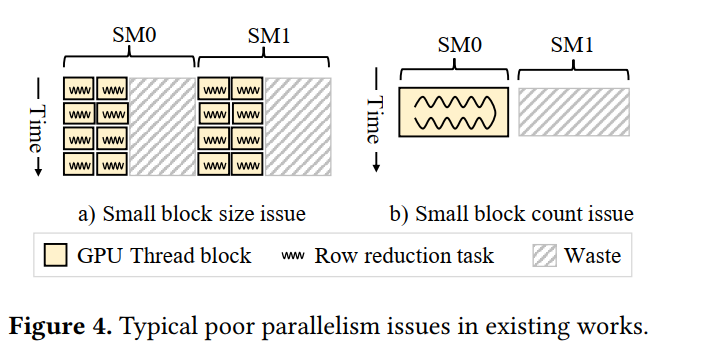 SM0 SM1
Time
a) Small block size issue
SM0 SM1
Time
b) Small block count issue
GPU Thread block Row reduction task Waste
Figure 4. Typical poor parallelism issues in existing works.